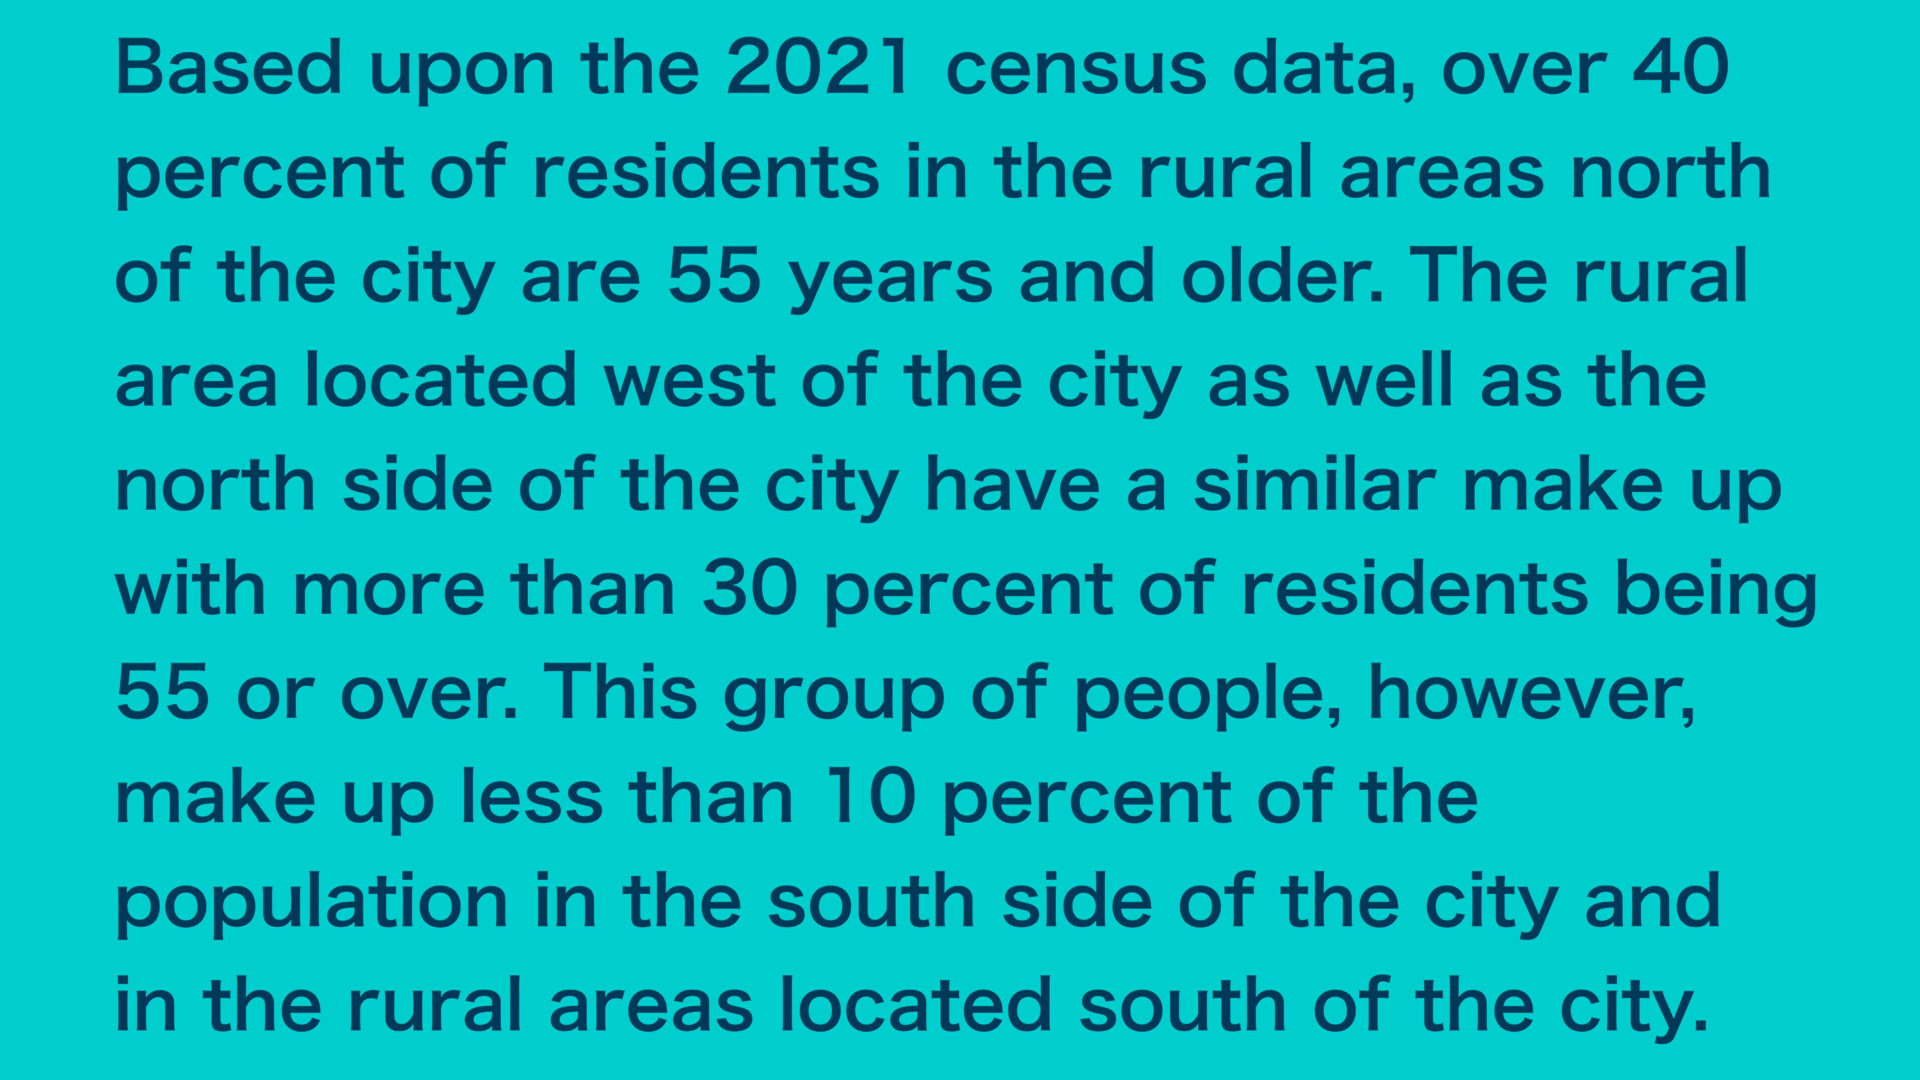 Based upon the 2021 census data, over 40
percent of residents in the rural areas north
of the city are 55 years and older. The rural
area located west of the city as well as the
north side of the city have a similar make up
with more than 30 percent of residents being
55 or over. This group of people, however,
make up less than 10 percent of the
population in the south side of the city and
in the rural areas located south of the city.